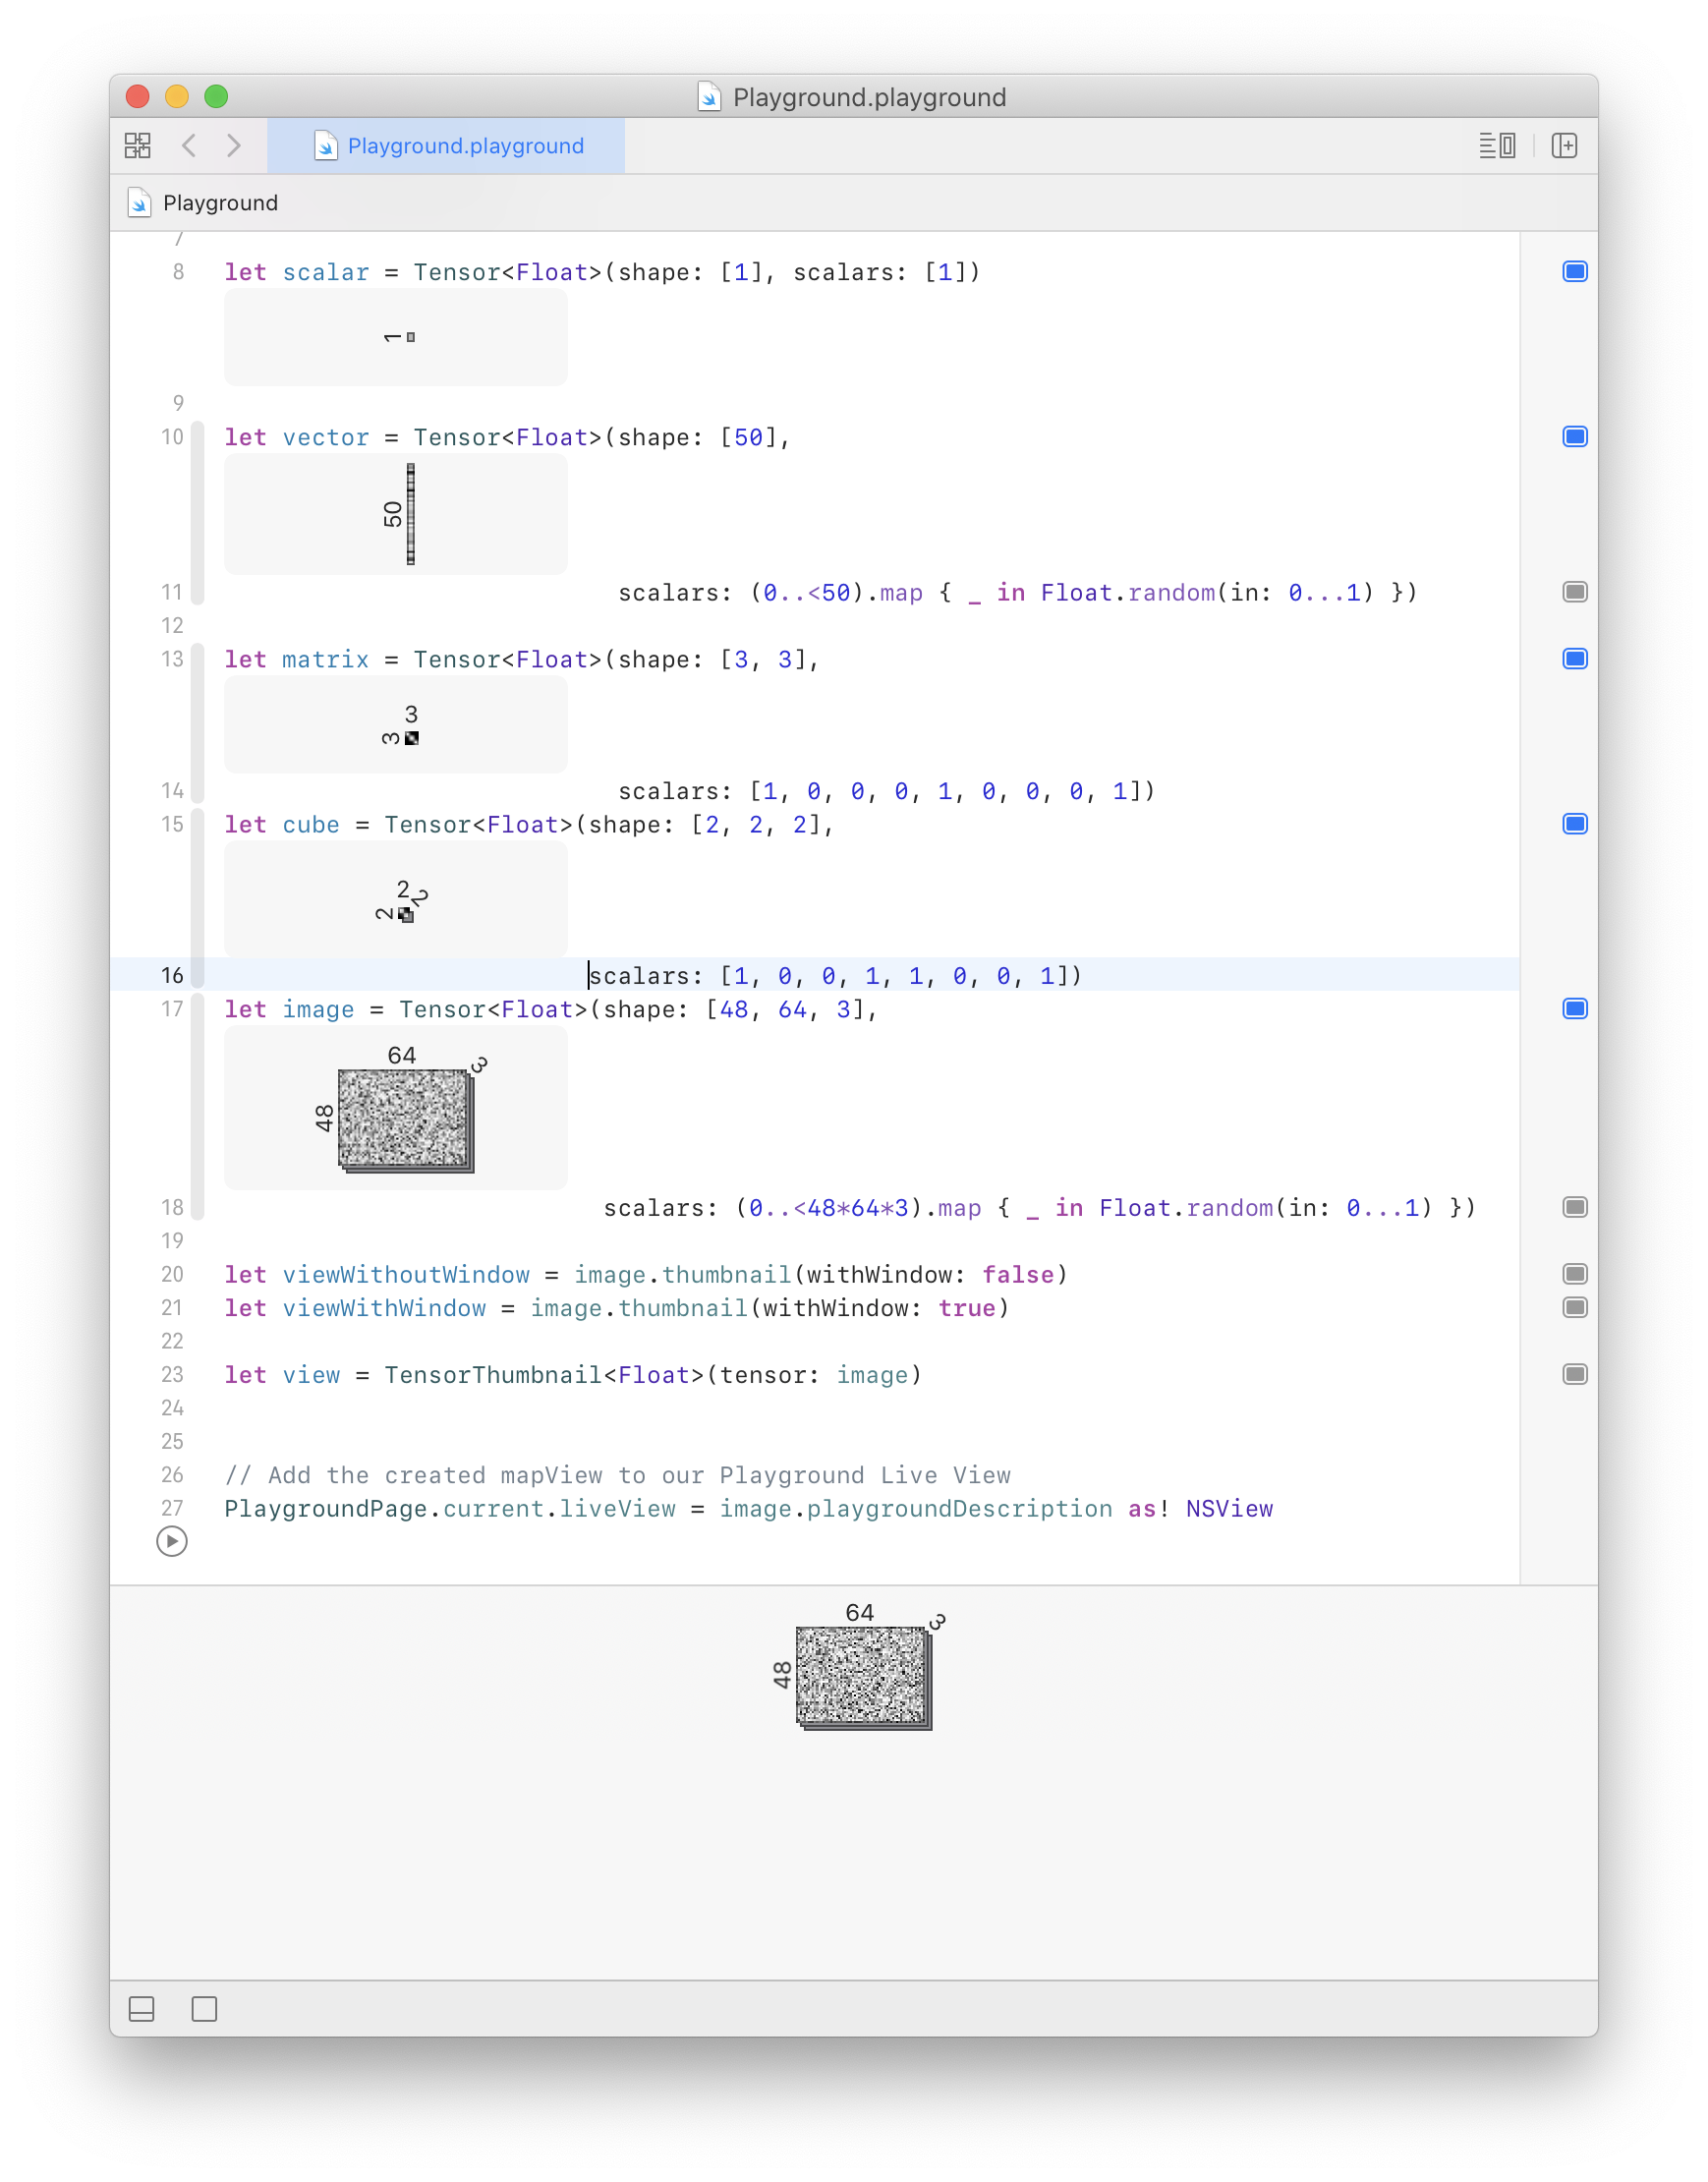 Playground.playground
Playground.playground
Playground
7
8 let scalar = Tensor<Float>(shape: [1], scalars: [1])
1
9
10 let vector = Tensor<Float>(shape: [50],
50
11 scalars: (0..<50).map { _ in Float.random(in: 0...1) })
12
13 let matrix = Tensor<Float>(shape: [3, 3],
3
3
14 scalars: [1, 0, 0, 0, 1, 0, 0, 0, 1])
15 let cube = Tensor<Float>(shape: [2, 2, 2],
2
2
2
16 scalars: [1, 0, 0, 1, 1, 0, 0, 1])
17 let image = Tensor<Float>(shape: [48, 64, 3],
64
3
48
18 scalars: (0..<48*64*3).map { _ in Float.random(in: 0...1) })
19
20 let viewWithoutWindow = image.thumbnail(withWindow: false)
21 let viewWithWindow = image.thumbnail(withWindow: true)
22
23 let view = TensorThumbnail<Float>(tensor: image)
24
25
26 // Add the created mapView to our Playground Live View
27 PlaygroundPage.current.liveView = image.playgroundDescription as! NSView
64
3
48